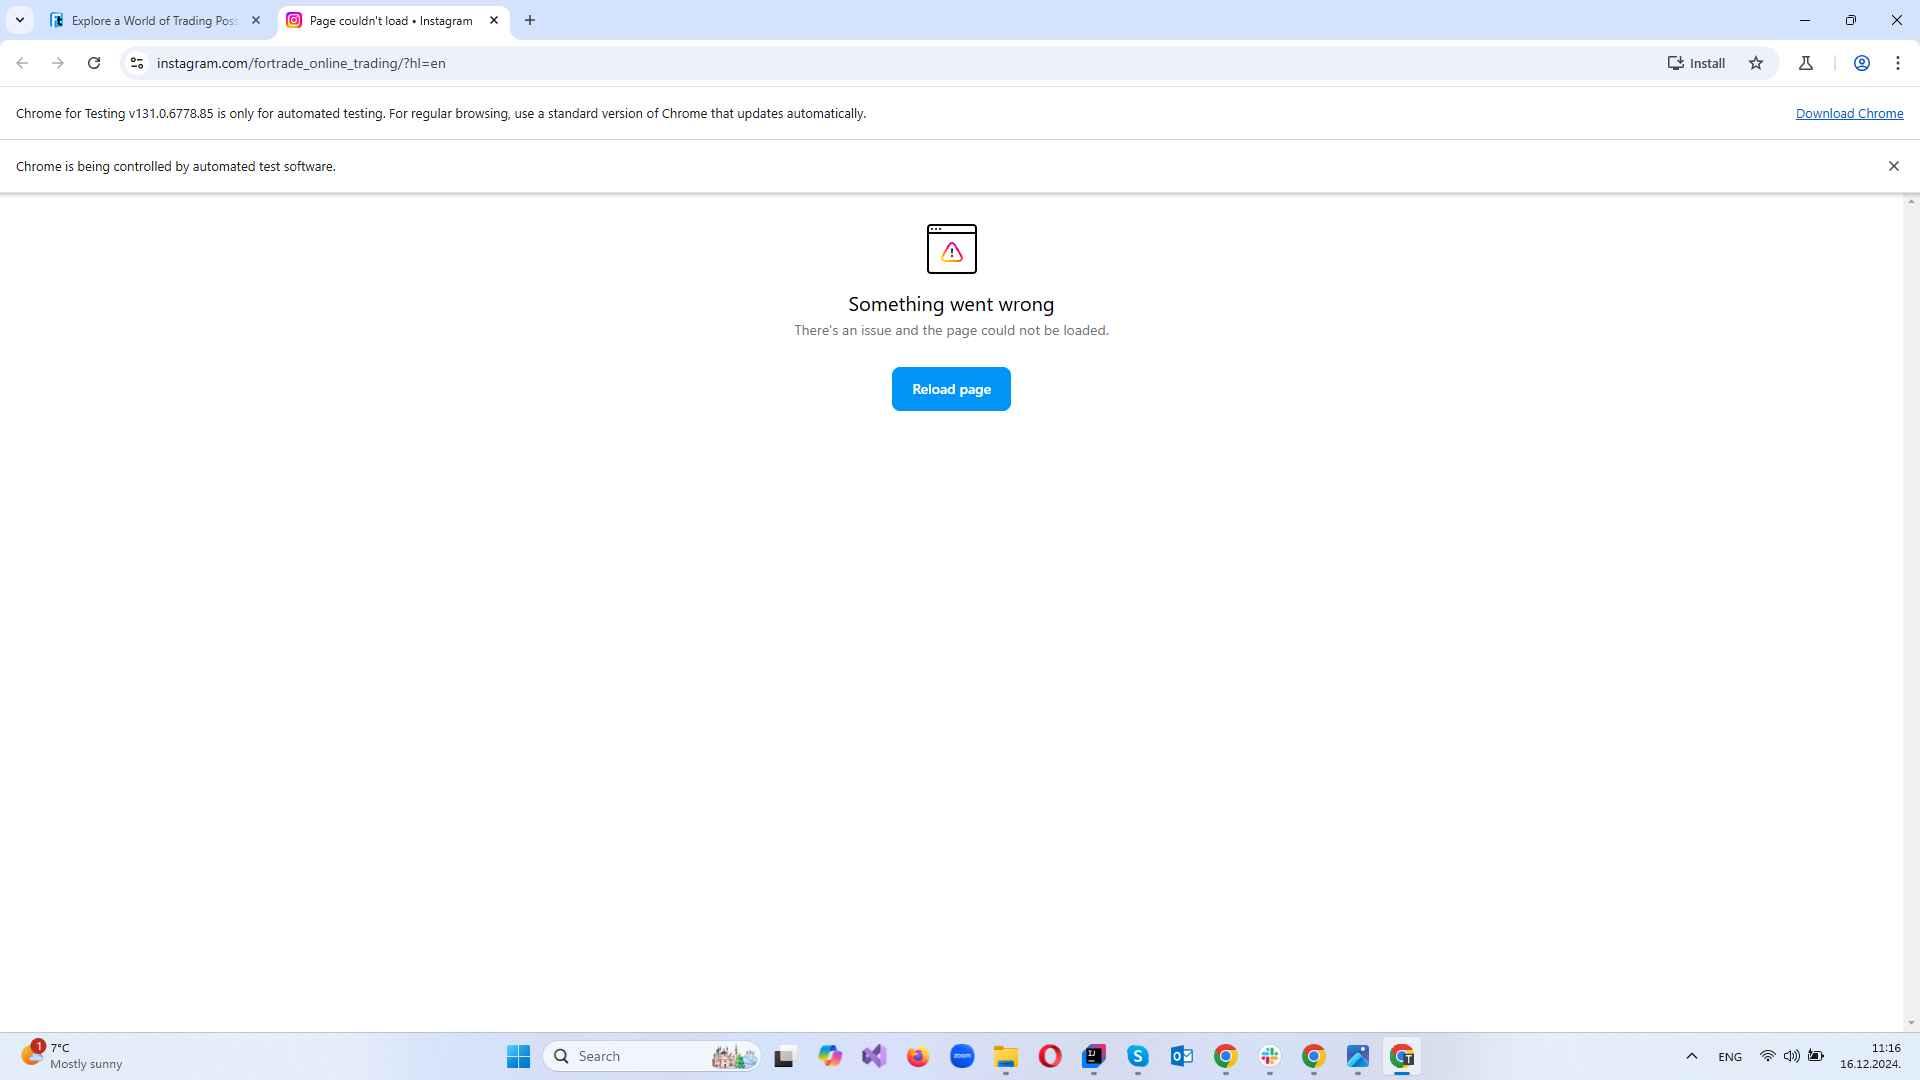 Explore a World of Trading Poss
Page couldn't load • Instagram
instagram.com/fortrade_online_trading/?hl=en
Install
Chrome for Testing v131.0.6778.85 is only for automated testing. For regular browsing, use a standard version of Chrome that updates automatically.
Download Chrome
Chrome is being controlled by automated test software.
Something went wrong
There's an issue and the page could not be loaded.
Reload page
1
7°C
Mostly sunny
Search
zoom
ENG
11:16
16.12.2024.